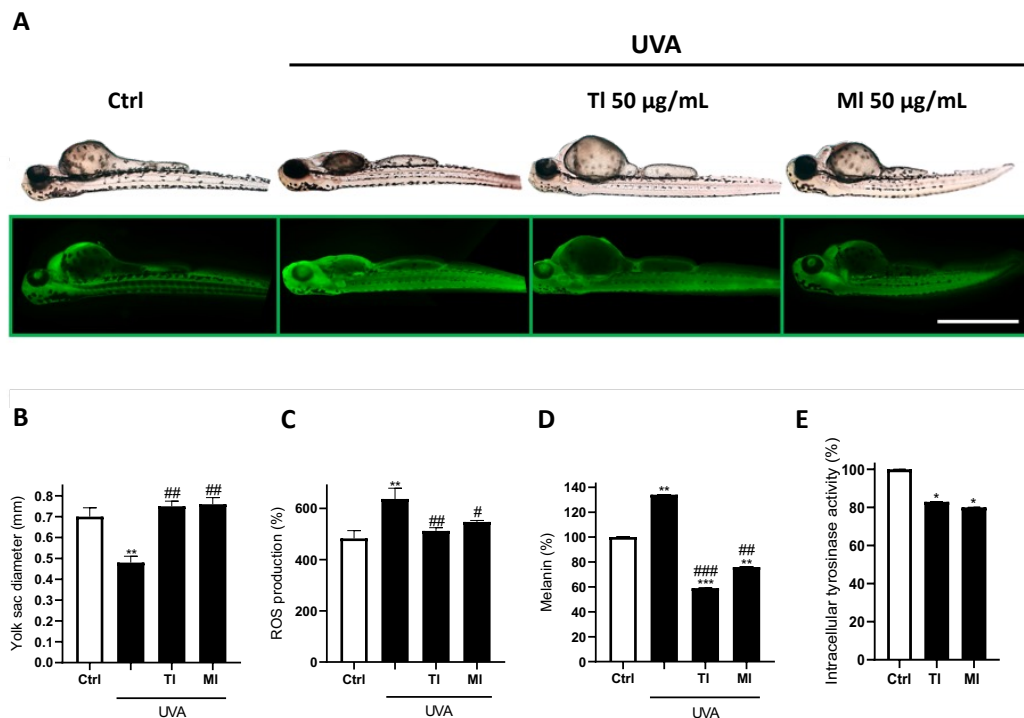 A
UVA
Ctrl
Tl 50 µg/mL
Ml 50 µg/mL
B
C
D
E
Yolk sac diameter (mm)
0.8
0.7
0.6
0.5
0.4
0.3
0.2
0.1
0.0
**
##
##
Ctrl
Tl
Ml
UVA
ROS production (%)
600
400
200
0
**
##
#
Ctrl
Tl
Ml
UVA
Melanin (%)
140
120
100
80
60
40
20
0
**
###
***
##
**
Ctrl
Tl
Ml
UVA
Intracellular tyrosinase activity (%)
100
80
60
40
20
0
*
*
Ctrl
Tl
Ml